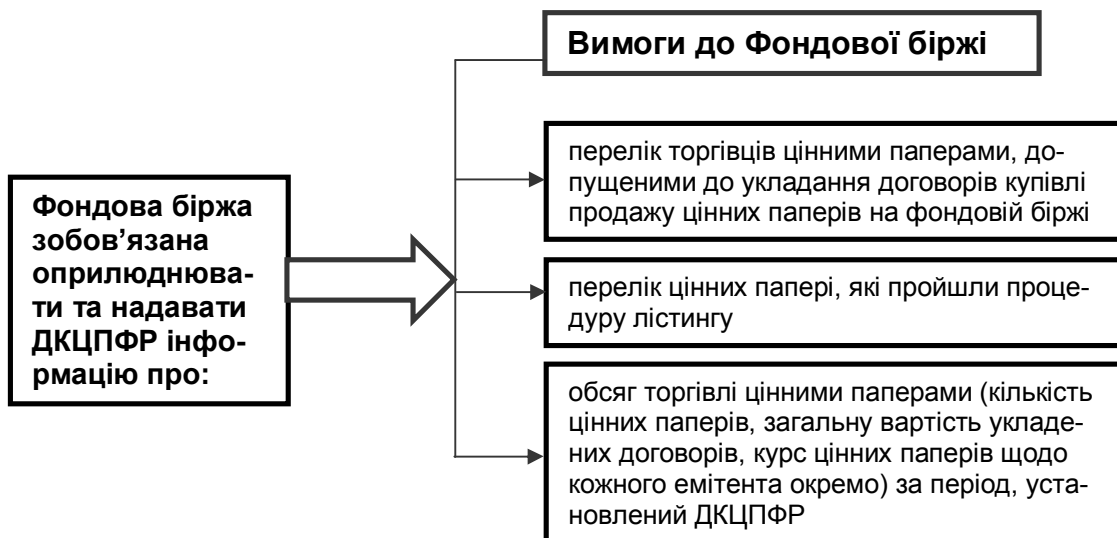 Вимоги до Фондової біржі
Фондова біржа
зобов’язана
оприлюднюва-
ти та надавати
ДКЦПФР інфо-
рмацію про:
перелік торгівців цінними паперами, до-
пущеними до укладання договорів купівлі
продажу цінних паперів на фондовій біржі
перелік цінних папері, які пройшли проце-
дуру лістингу
обсяг торгівлі цінними паперами (кількість
цінних паперів, загальну вартість укладе-
них договорів, курс цінних паперів щодо
кожного емітента окремо) за період, уста-
новлений ДКЦПФР